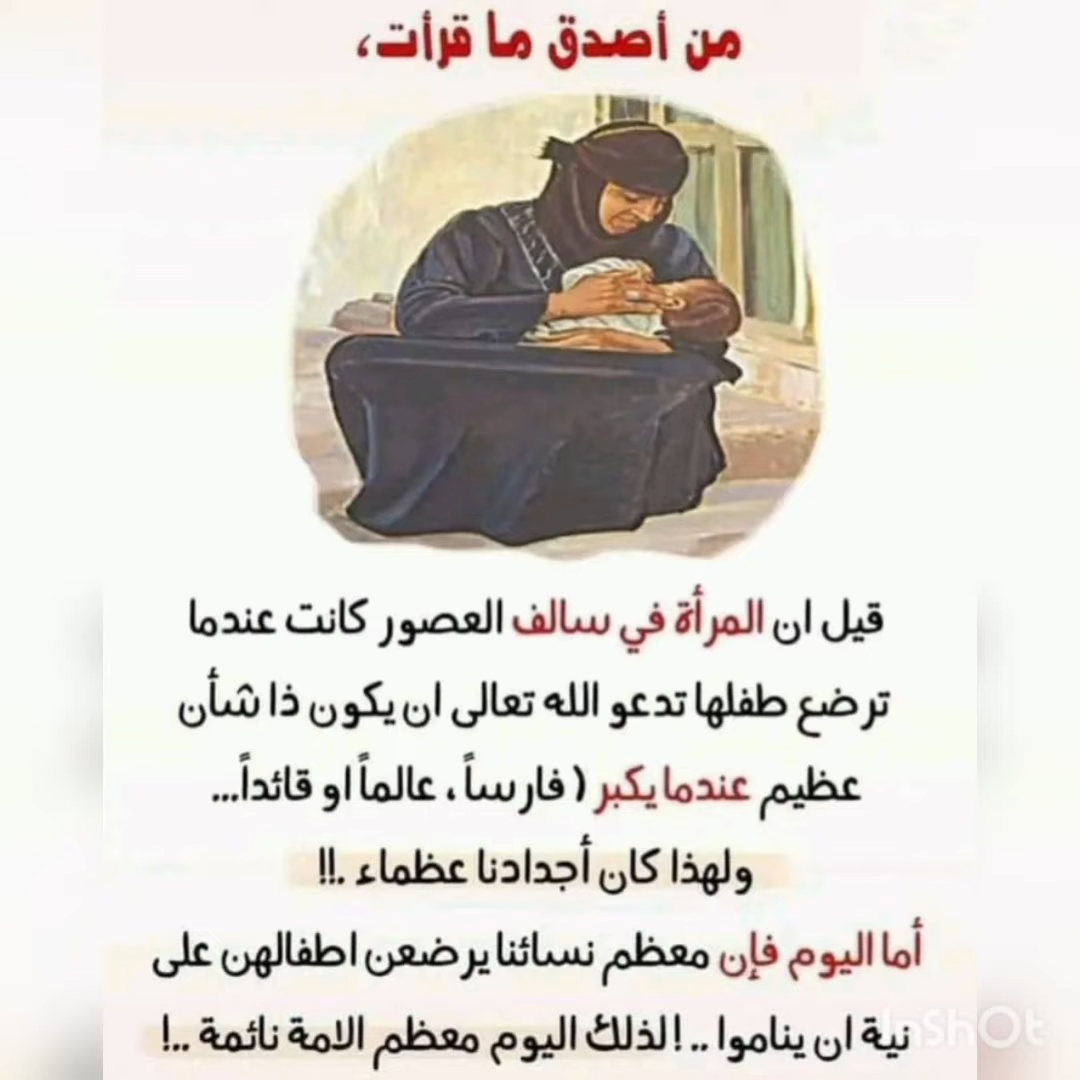 من أصدق ما قرأت،
قيل ان المرأة في سالف العصور كانت عندما
ترضع طفلها تدعو الله تعالى ان يكون ذا شأن
عظيم عندما يكبر ( فارساً ، عالماً او قائداً...
ولهذا كان أجدادنا عظماء .!!
أما اليوم فإن معظم نسائنا يرضعن اطفالهن على
نية ان يناموا .. ! لذلك اليوم معظم الامة نائمة ..!
InShOt